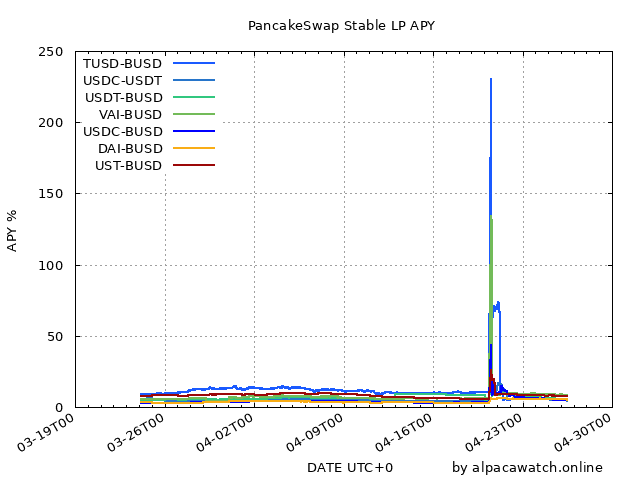 PancakeSwap Stable LP APY
250
200
150
100
50
0
APY %
TUSD-BUSD
USDC-USDT
USDT-BUSD
VAI-BUSD
USDC-BUSD
DAI-BUSD
UST-BUSD
03-19T00
03-26T00
04-02T00
04-09T00
04-16T00
04-23T00
04-30T00
DATE UTC+0
by alpacawatch.online